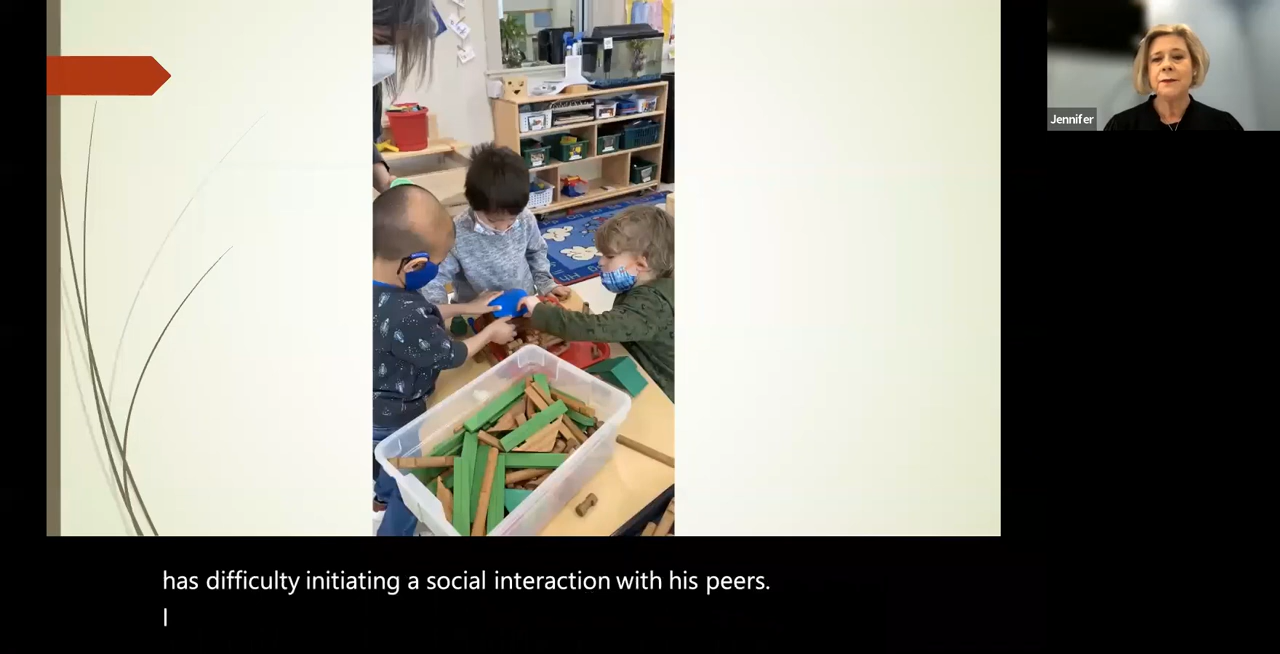 Jennifer
has difficulty initiating a social interaction with his peers.
I